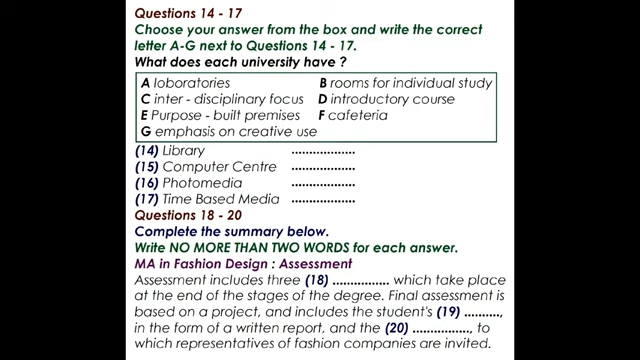 Questions 14 - 17
Choose your answer from the box and write the correct
letter A-G next to Questions 14 - 17.
What does each university have ?
A loboratories B rooms for individual study
C inter - disciplinary focus D introductory course
E Purpose - built premises F cafeteria
G emphasis on creative use
(14) Library ..................
(15) Computer Centre ..................
(16) Photomedia ..................
(17) Time Based Media ..................
Questions 18 - 20
Complete the summary below.
Write NO MORE THAN TWO WORDS for each answer.
MA in Fashion Design : Assessment
Assessment includes three (18) ................ which take place
at the end of the stages of the degree. Final assessment is
based on a project, and includes the student's (19) ..........,
in the form of a written report, and the (20) ................, to
which representatives of fashion companies are invited.